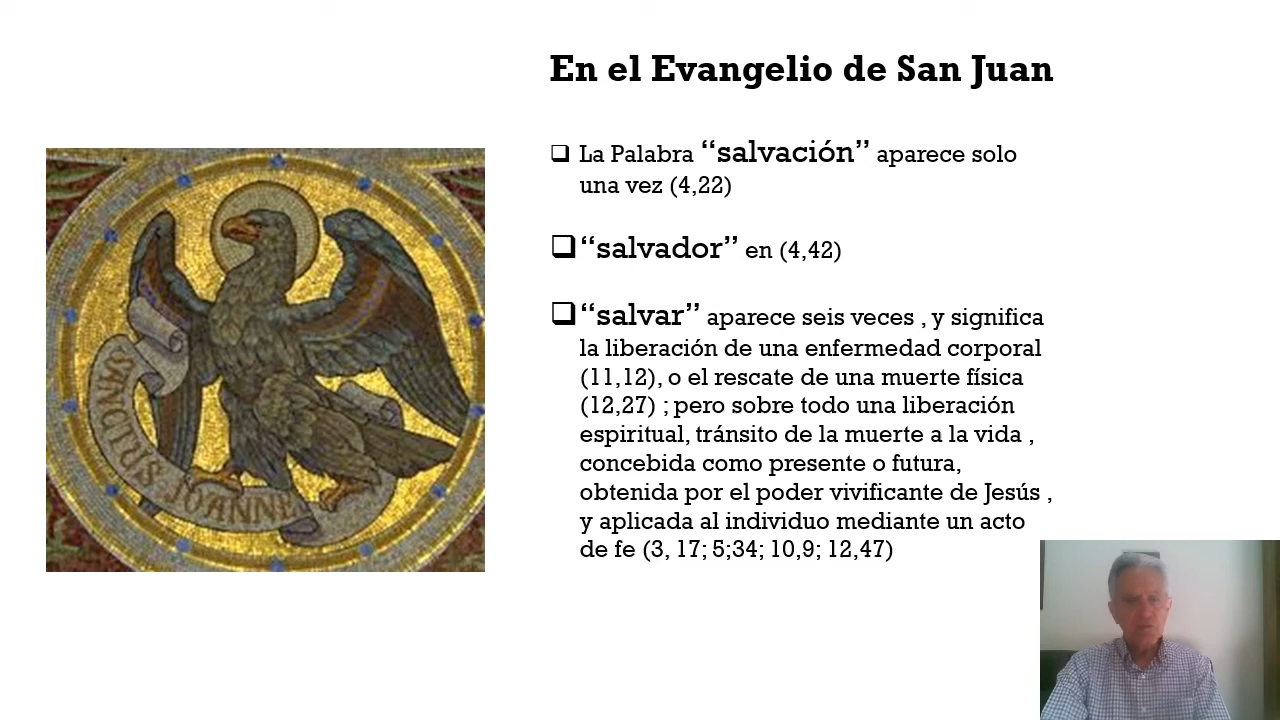 En el Evangelio de San Juan
❑ La Palabra “salvación” aparece solo
una vez (4,22)
❑ “salvador” en (4,42)
❑ “salvar” aparece seis veces , y significa
la liberación de una enfermedad corporal
(11,12), o el rescate de una muerte física
(12,27) ; pero sobre todo una liberación
espiritual, tránsito de la muerte a la vida ,
concebida como presente o futura,
obtenida por el poder vivificante de Jesús ,
y aplicada al individuo mediante un acto
de fe (3, 17; 5;34; 10,9; 12,47)
SANCTUS JOANNE